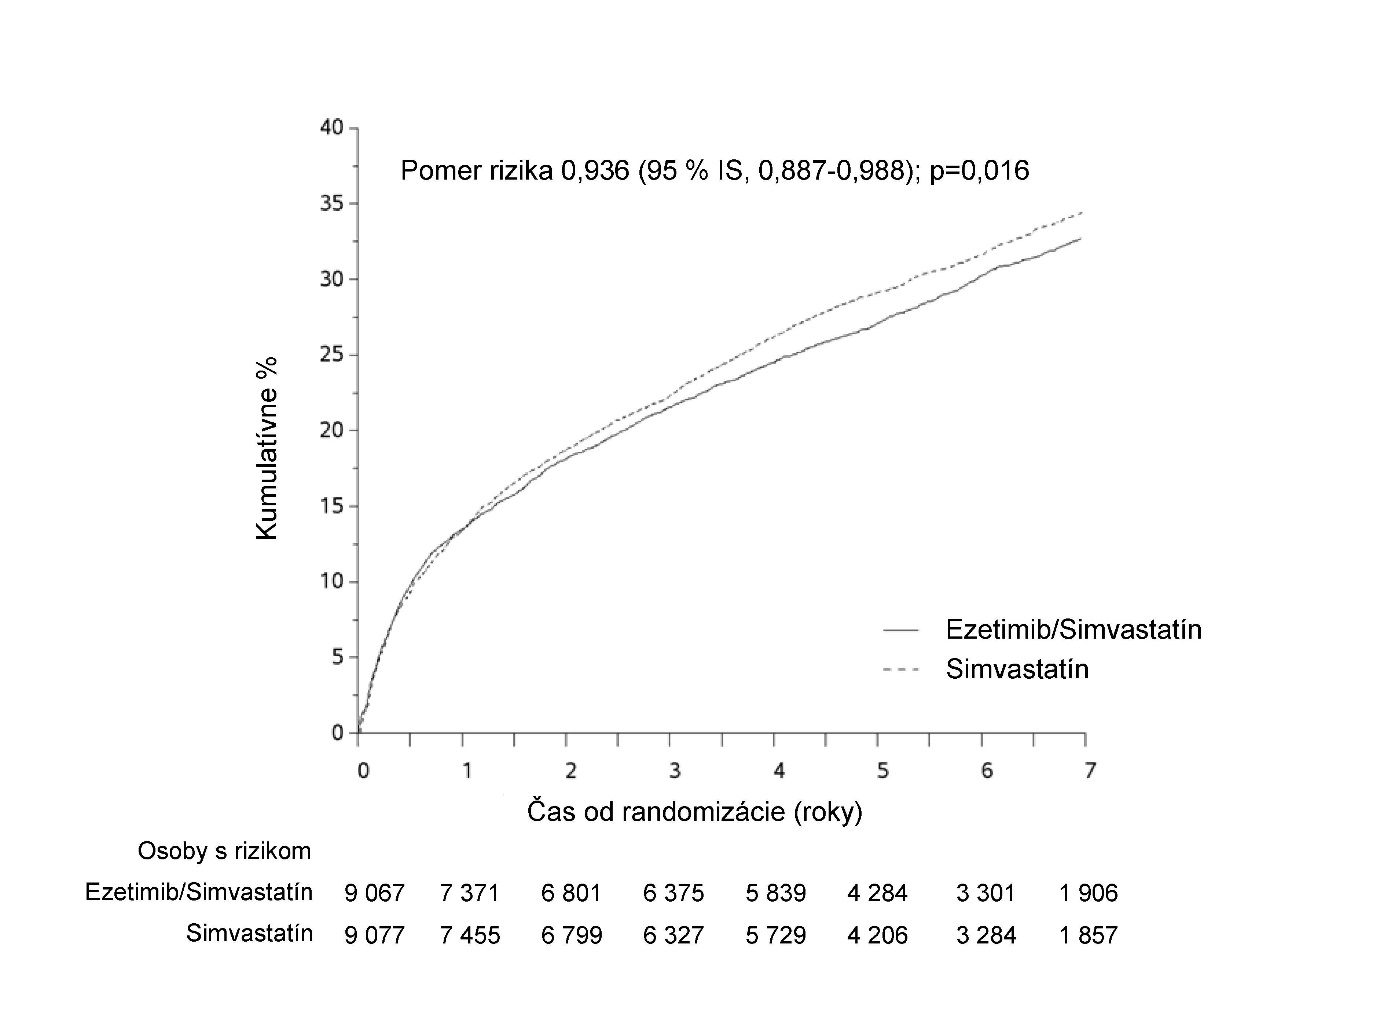 40
Pomer rizika 0,936 (95 % IS, 0,887-0,988); p=0,016
35
30
25
20
15
10
5
0
Kumulatívne %
Ezetimib/Simvastatín
Simvastatín
0 1 2 3 4 5 6 7
Čas od randomizácie (roky)
Osoby s rizikom
Ezetimib/Simvastatín 9 067 7 371 6 801 6 375 5 839 4 284 3 301 1 906
Simvastatín 9 077 7 455 6 799 6 327 5 729 4 206 3 284 1 857